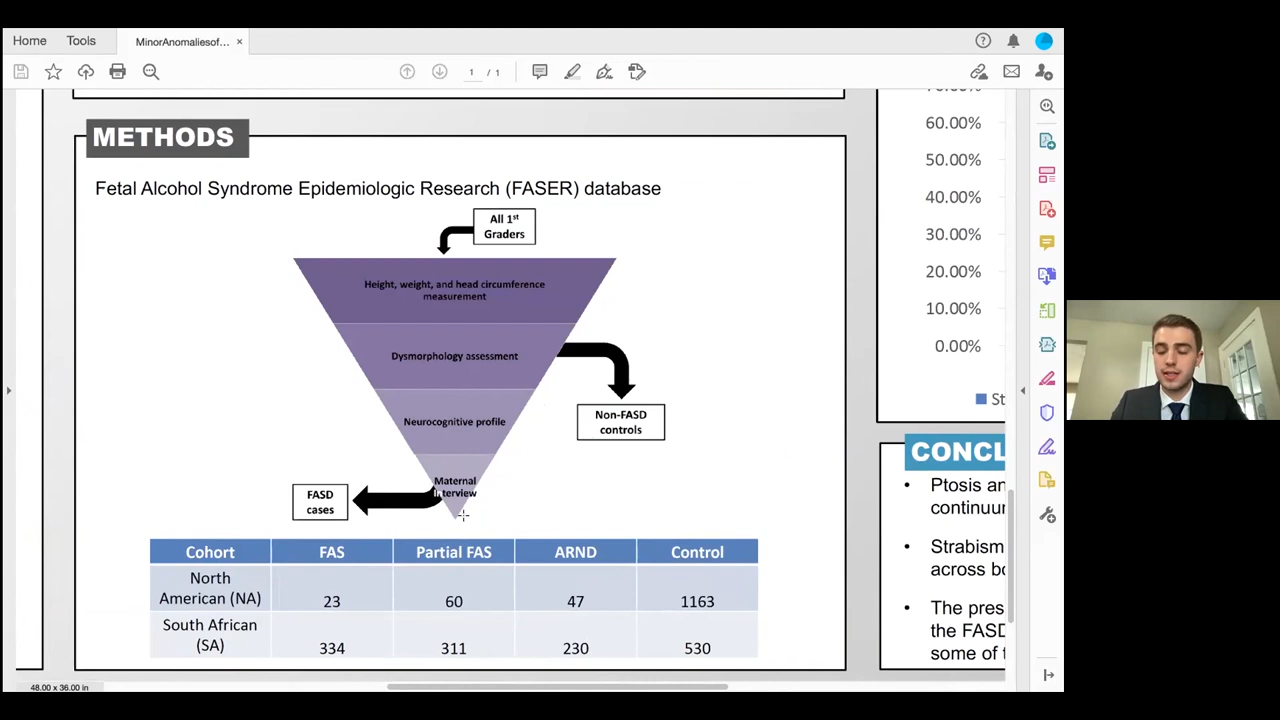 Home
Tools
MinorAnomaliesof...
×
?
1 / 1
METHODS
Fetal Alcohol Syndrome Epidemiologic Research (FASER) database
All 1st
Graders
Height, weight, and head circumference
measurement
Dysmorphology assessment
Neurocognitive profile
Maternal
Non-FASD
controls
FASD
cases
Cohort FAS Partial FAS ARND Control
North
American (NA) 23 60 47 1163
South African
(SA) 334 311 230 530
60.00%
50.00%
40.00%
30.00%
20.00%
10.00%
0.00%
St
CONCL
Ptosis an
continuun
• Strabism
across bo
• The pres
the FASD
some of t
48.00 x 36.00 in